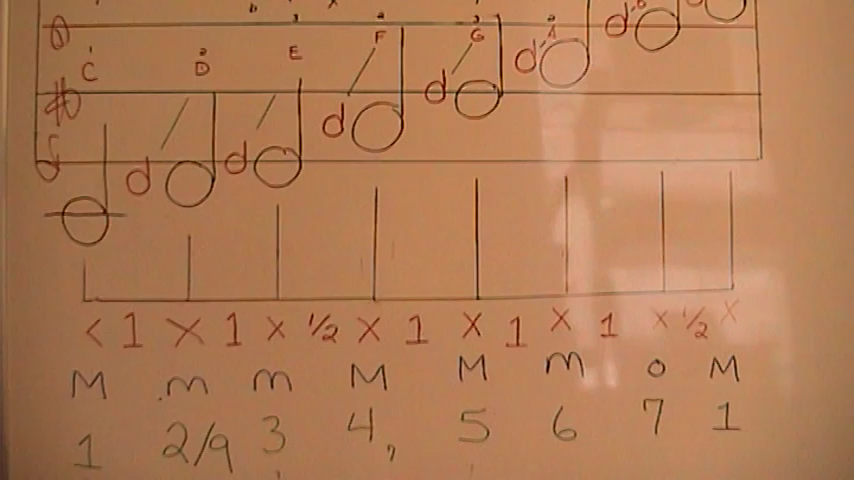 C D E F G A
d d d d d d
< 1 X 1 X 1/2 X 1 X 1 X 1 X 1/2 X
M m m M M m o M
1 2/9 3 4, 5 6 7 1